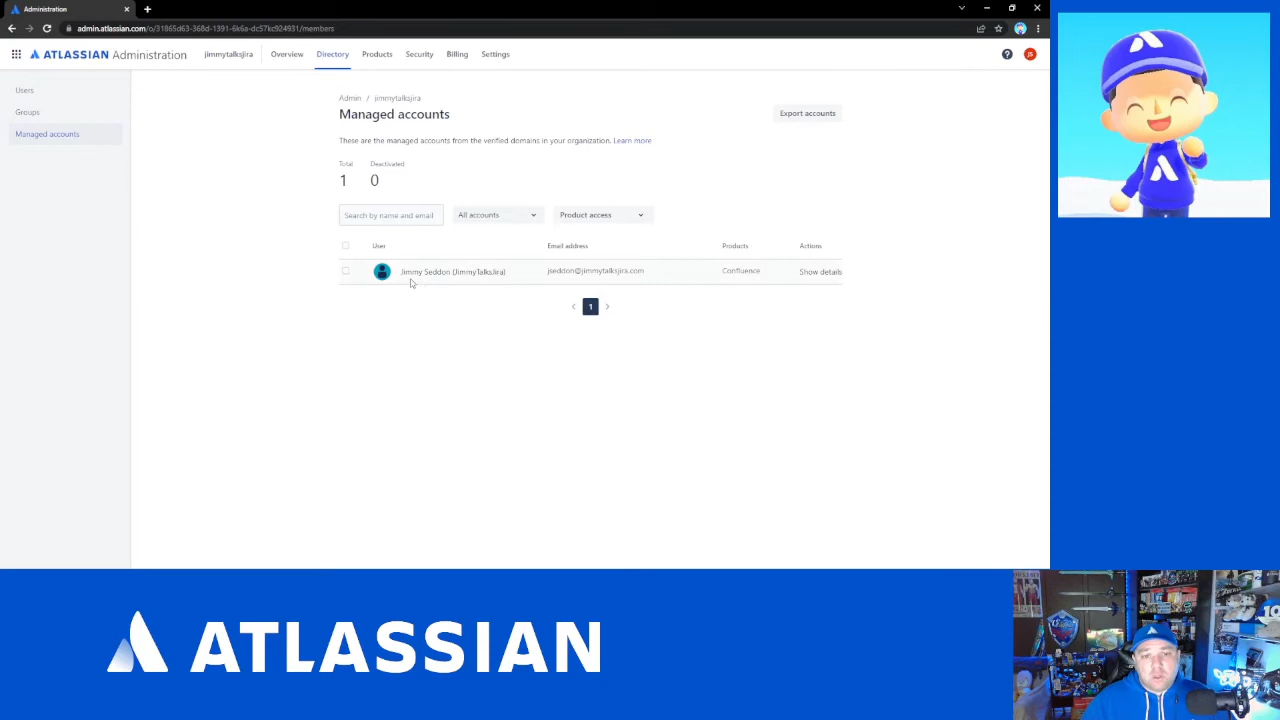 Administration
admin.atlassian.com/o/31865d63-368d-1391-6k6a-dc57kc924931/members
ATLASSIAN Administration
jimmytalksjira
Overview
Directory
Products
Security
Billing
Settings
JS
Users
Groups
Managed accounts
Admin / jimmytalksjira
Managed accounts
Export accounts
These are the managed accounts from the verified domains in your organization. Learn more
Total
Deactivated
1
0
Search by name and email
All accounts
Product access
User
Email address
Products
Actions
Jimmy Seddon (JimmyTalksJira)
jseddon@jimmytalksjira.com
Confluence
Show details
1
ATLASSIAN